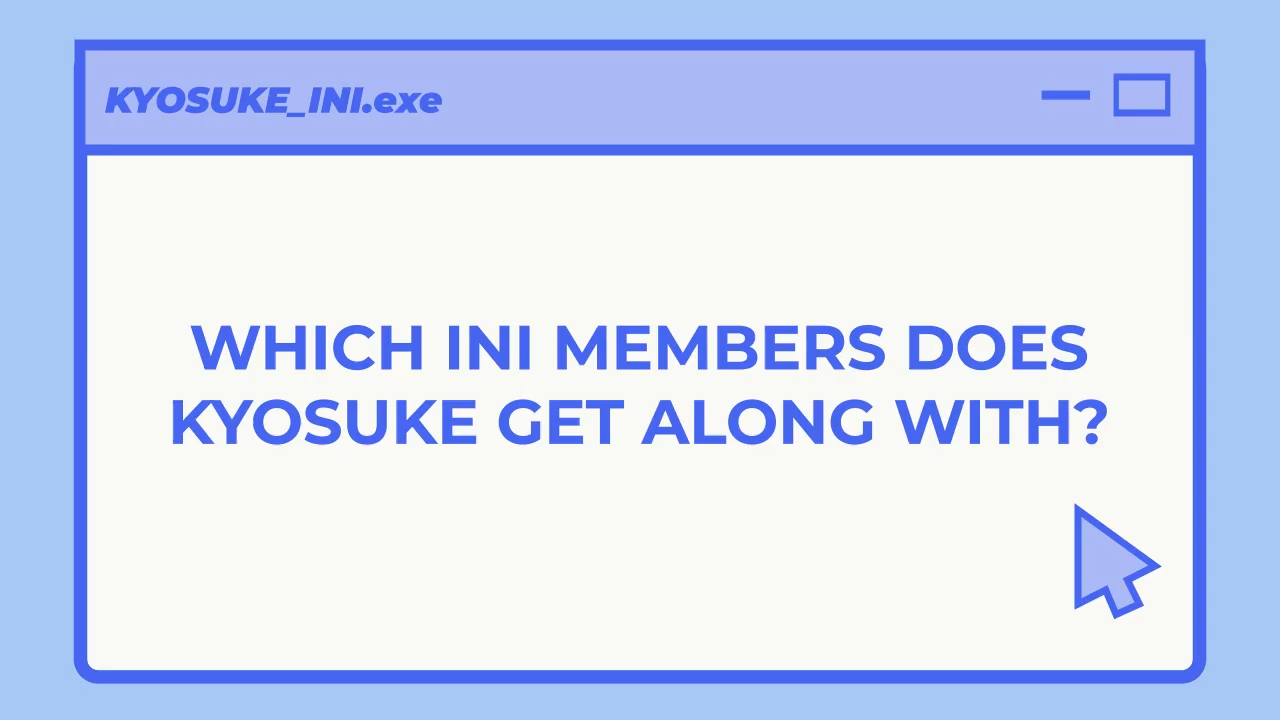 KYOSUKE_INI.exe
WHICH INI MEMBERS DOES
KYOSUKE GET ALONG WITH?